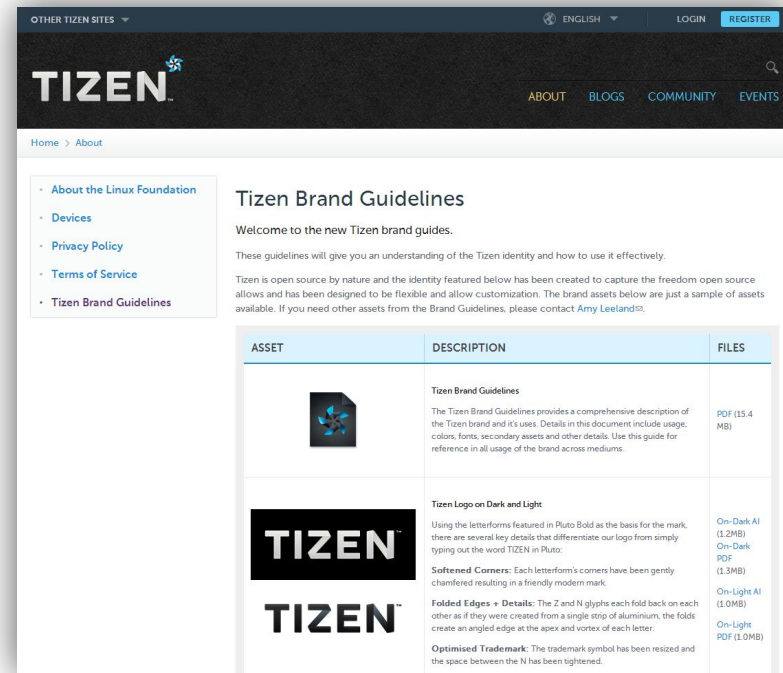 OTHER TIZEN SITES
ENGLISH
LOGIN
REGISTER
TIZEN™
ABOUT
BLOGS
COMMUNITY
EVENTS
Home > About
About the Linux Foundation
Devices
Privacy Policy
Terms of Service
Tizen Brand Guidelines
Tizen Brand Guidelines
Welcome to the new Tizen brand guides.
These guidelines will give you an understanding of the Tizen identity and how to use it effectively.
Tizen is open source by nature and the identity featured below has been created to capture the freedom open source
allows and has been designed to be flexible and allow customization. The brand assets below are just a sample of assets
available. If you need other assets from the Brand Guidelines, please contact Amy Leeland.
ASSET
DESCRIPTION
FILES
Tizen Brand Guidelines
The Tizen Brand Guidelines provides a comprehensive description of
the Tizen brand and it's uses. Details in this document include usage,
colors, fonts, secondary assets and other details. Use this guide for
reference in all usage of the brand across mediums.
PDF (15.4
MB)
TIZEN™
TIZEN™
Tizen Logo on Dark and Light
Using the letterforms featured in Pluto Bold as the basis for the mark,
there are several key details that differentiate our logo from simply
typing out the word TIZEN in Pluto:
Softened Corners: Each letterform's corners have been gently
chamfered resulting in a friendly modern mark.
Folded Edges + Details: The Z and N glyphs each fold back on each
other as if they were created from a single strip of aluminium, the folds
create an angled edge at the apex and vortex of each letter.
Optimised Trademark: The trademark symbol has been resized and
the space between the N has been tightened.
On-Dark AI
(1.2MB)
On-Dark
PDF
(1.3MB)
On-Light AI
(1.0MB)
On-Light
PDF (1.0MB)